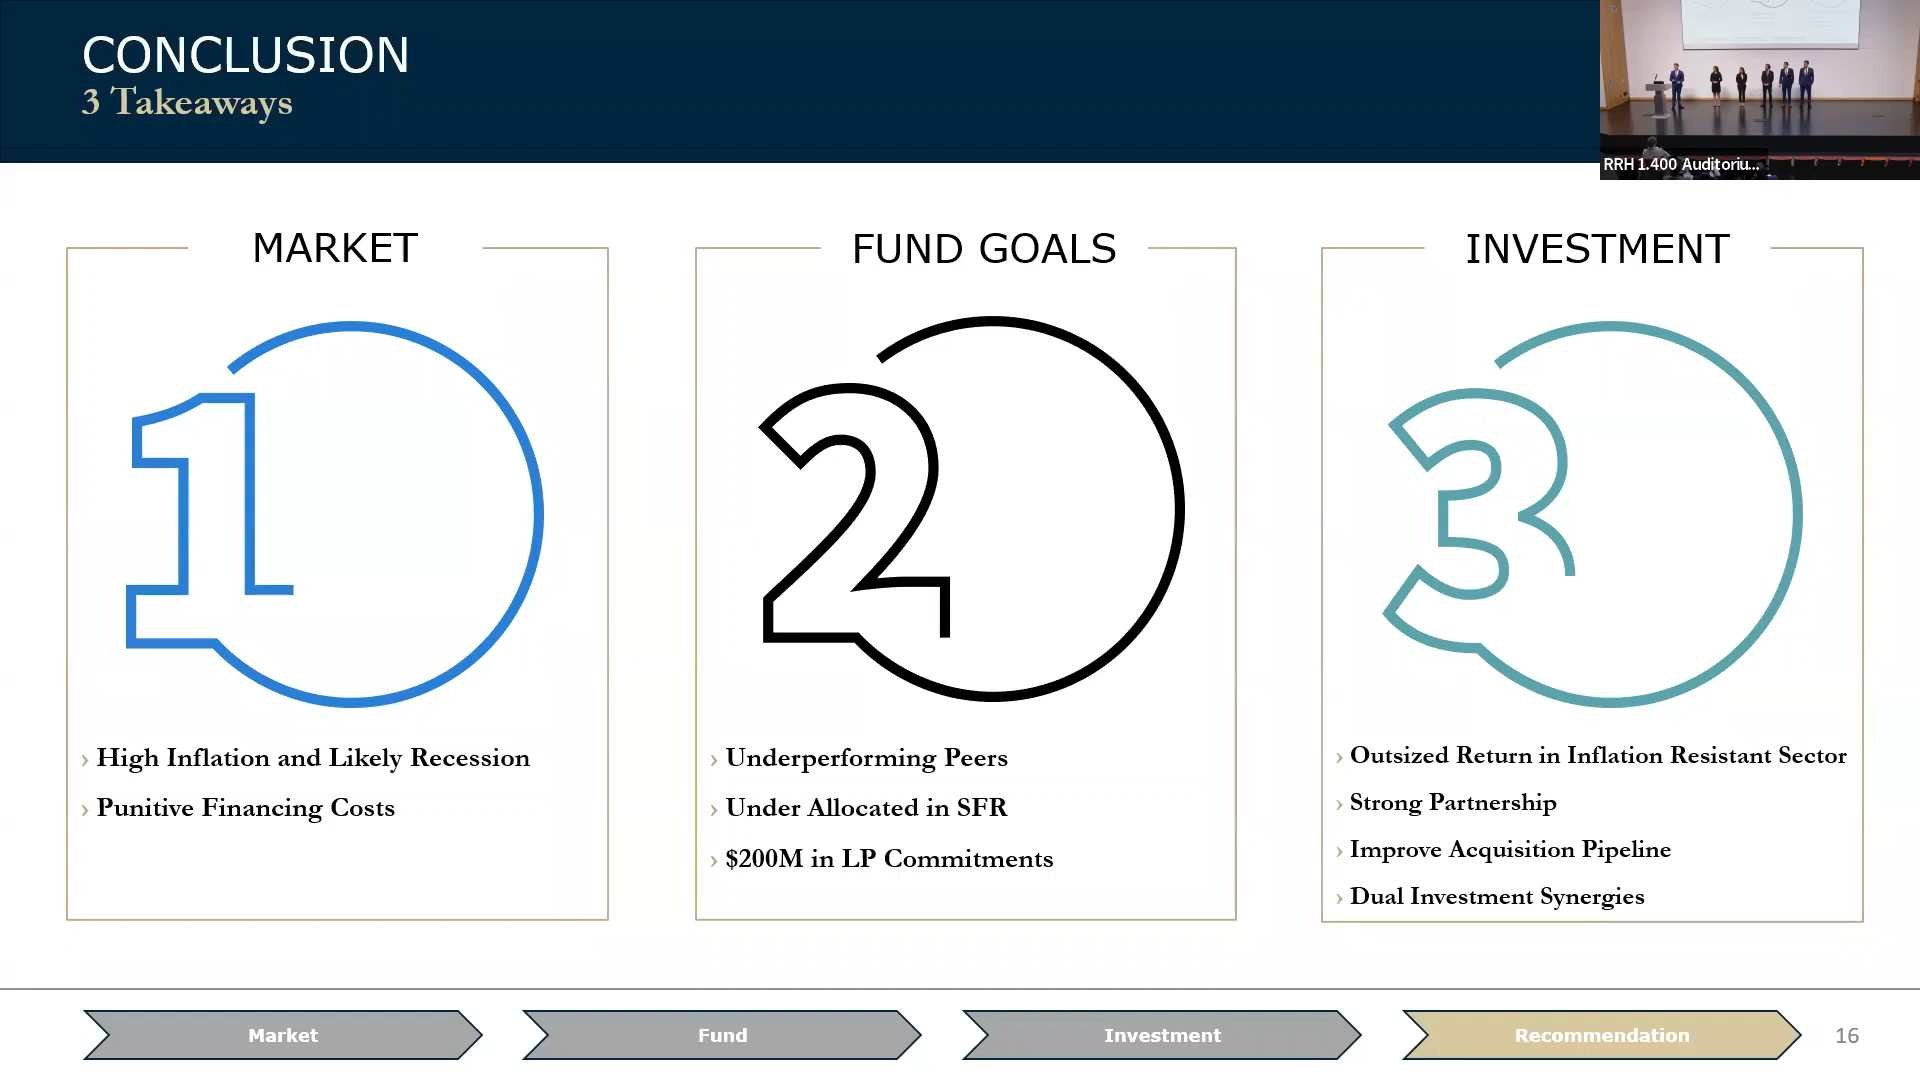 CONCLUSION
3 Takeaways
RRH 1.400 Auditoriu...
MARKET
1
› High Inflation and Likely Recession
› Punitive Financing Costs
FUND GOALS
2
› Underperforming Peers
› Under Allocated in SFR
› $200M in LP Commitments
INVESTMENT
3
› Outsized Return in Inflation Resistant Sector
› Strong Partnership
› Improve Acquisition Pipeline
› Dual Investment Synergies
Market
Fund
Investment
Recommendation
16